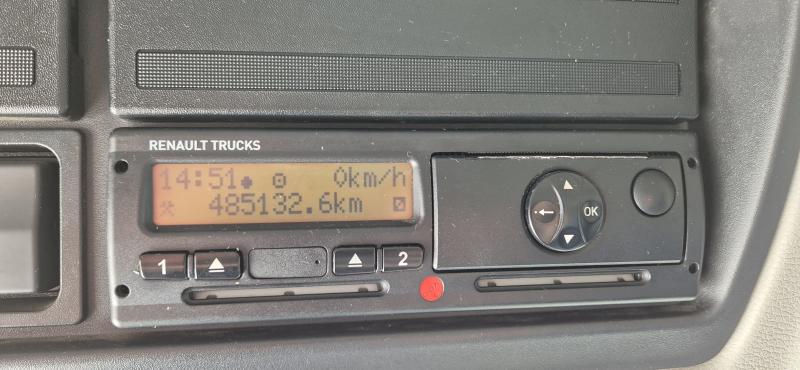 RENAULT TRUCKS
14:51 0km/h
485132.6km
1 2
OK